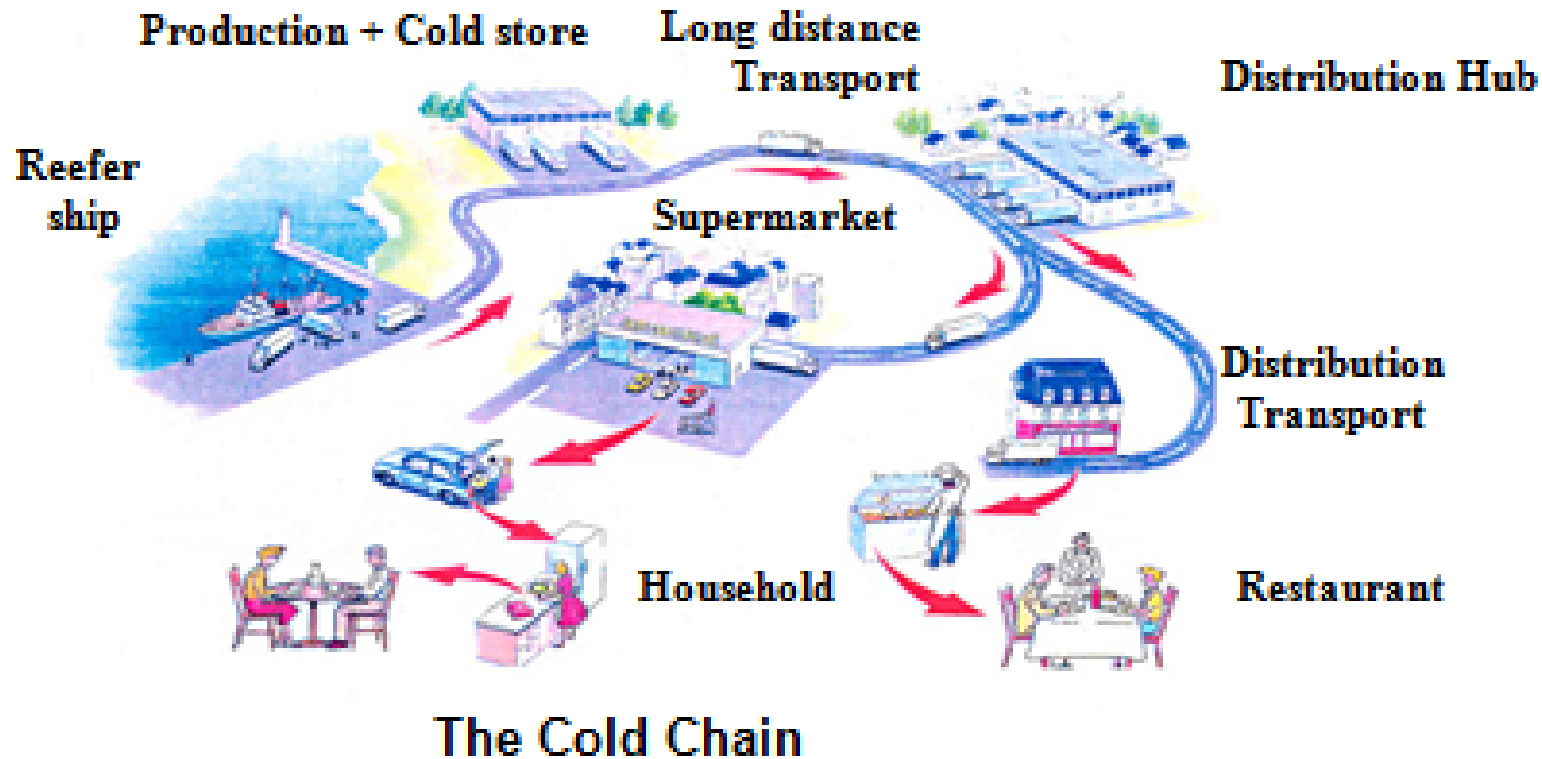 Production + Cold store
Long distance
Transport
Distribution Hub
Reefer
ship
Supermarket
Distribution
Transport
Household
Restaurant
The Cold Chain